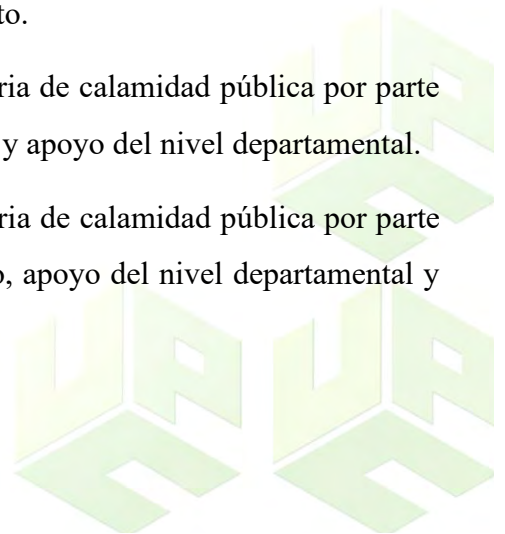 to.
ria de calamidad pública por parte
y apoyo del nivel departamental.
ria de calamidad pública por parte
o, apoyo del nivel departamental y